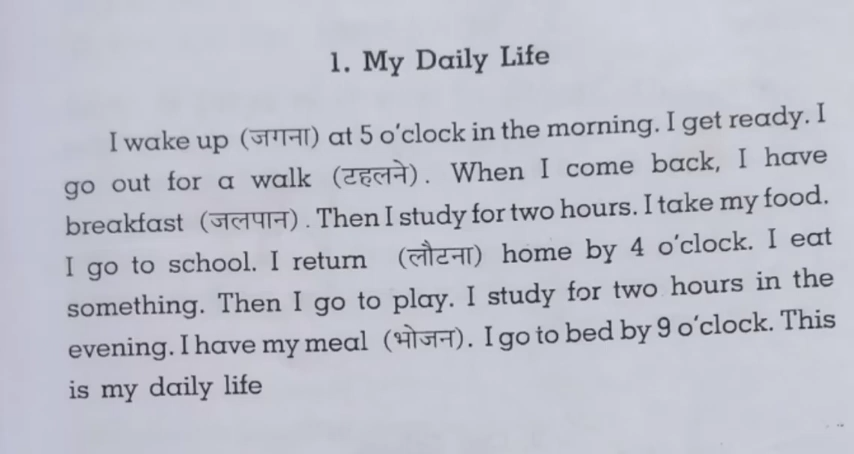 1. My Daily Life
I wake up (जगना) at 5 o'clock in the morning. I get ready. I
go out for a walk (टहलने). When I come back, I have
breakfast (जलपान). Then I study for two hours. I take my food.
I go to school. I return (लौटना) home by 4 o'clock. I eat
something. Then I go to play. I study for two hours in the
evening. I have my meal (भोजन). I go to bed by 9 o'clock. This
is my daily life